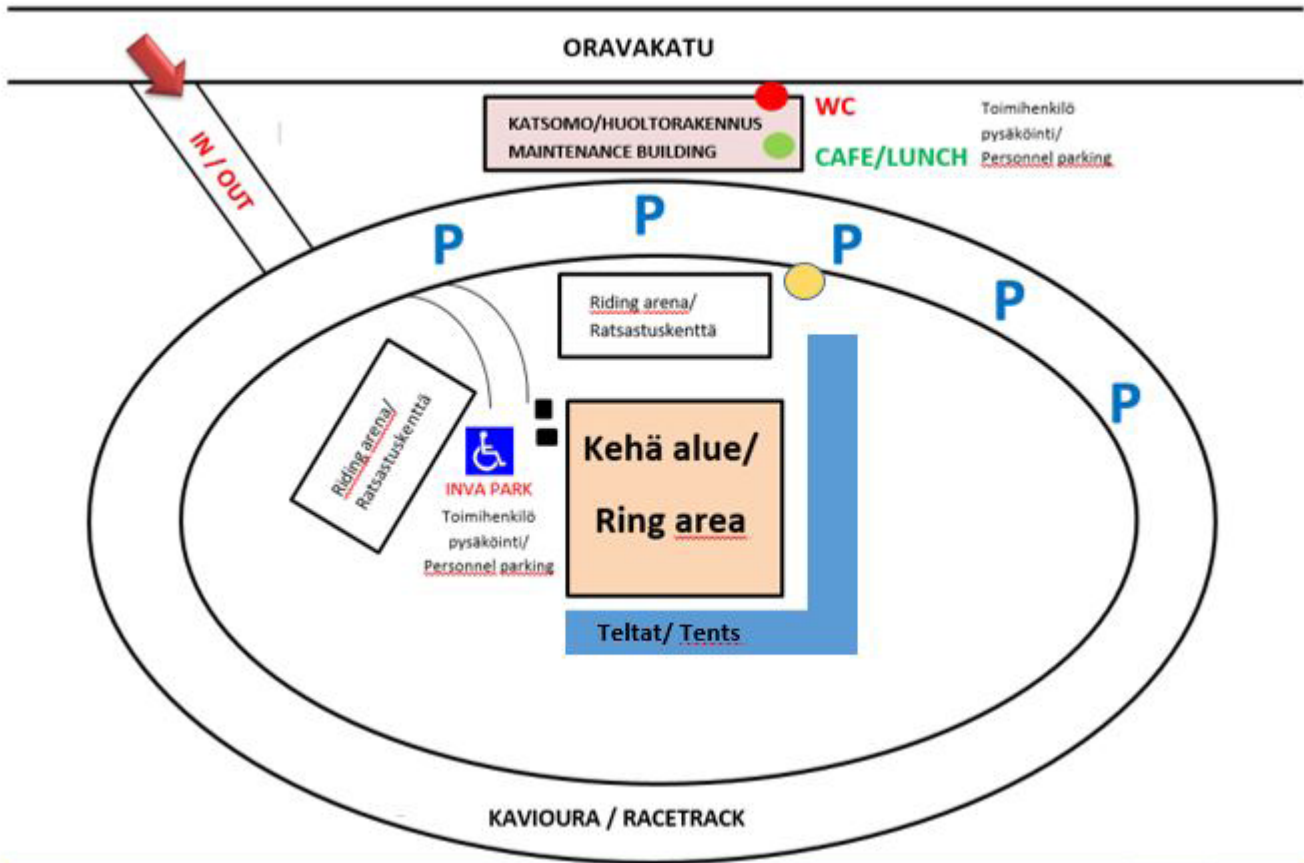 ORAVAKATU
IN / OUT
KATSOMO/HUOLTORAKENNUS
MAINTENANCE BUILDING
WC
CAFE/LUNCH
Toimihenkilö
pysäköinti/
Personnel parking
P
P
P
P
P
Riding arena/
Ratsastuskenttä
Riding arena/
Ratsastuskenttä
INVA PARK
Toimihenkilö
pysäköinti/
Personnel parking
Kehä alue/
Ring area
Teltat/ Tents
KAVIOURA / RACETRACK